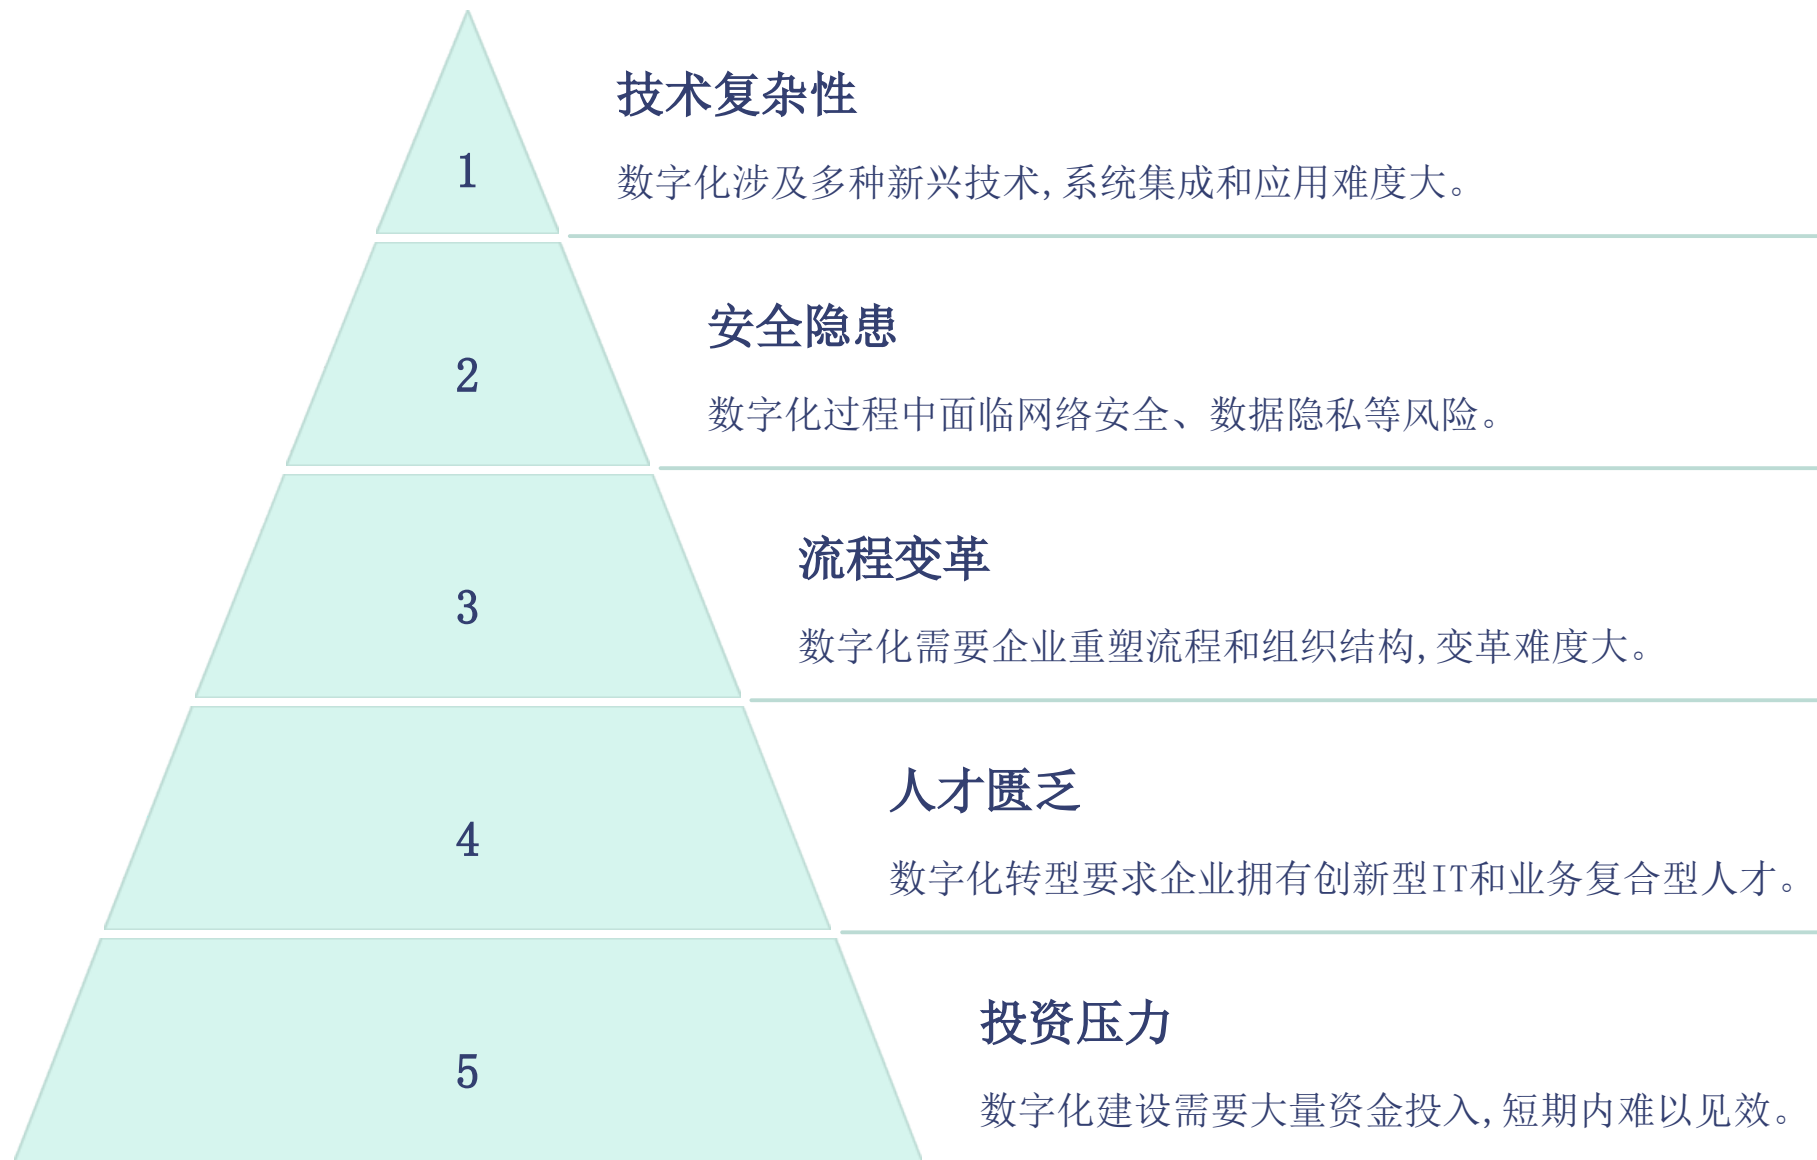 技术复杂性
1
数字化涉及多种新兴技术,系统集成和应用难度大。
安全隐患
2
数字化过程中面临网络安全、数据隐私等风险。
流程变革
3
数字化需要企业重塑流程和组织结构,变革难度大。
人才匮乏
4
数字化转型要求企业拥有创新型IT和业务复合型人才。
投资压力
5
数字化建设需要大量资金投入,短期内难以见效。